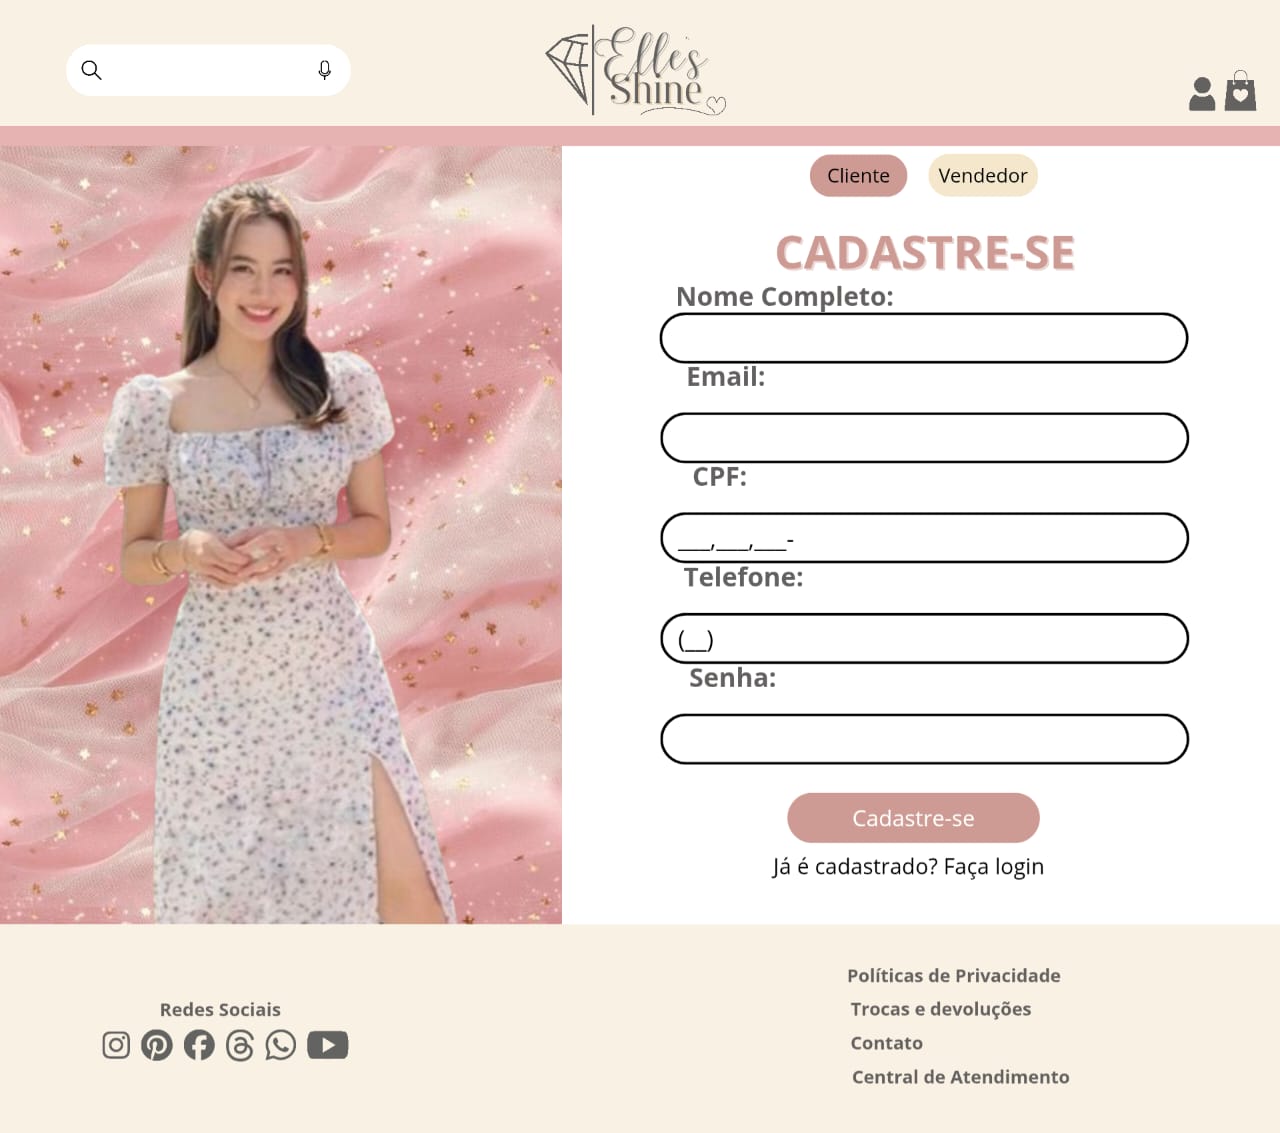 Elle's
Shine
Cliente
Vendedor
CADASTRE-SE
Nome Completo:
Email:
CPF:
___,___,___-
Telefone:
(__)
Senha:
Cadastre-se
Já é cadastrado? Faça login
Redes Sociais
Políticas de Privacidade
Trocas e devoluções
Contato
Central de Atendimento